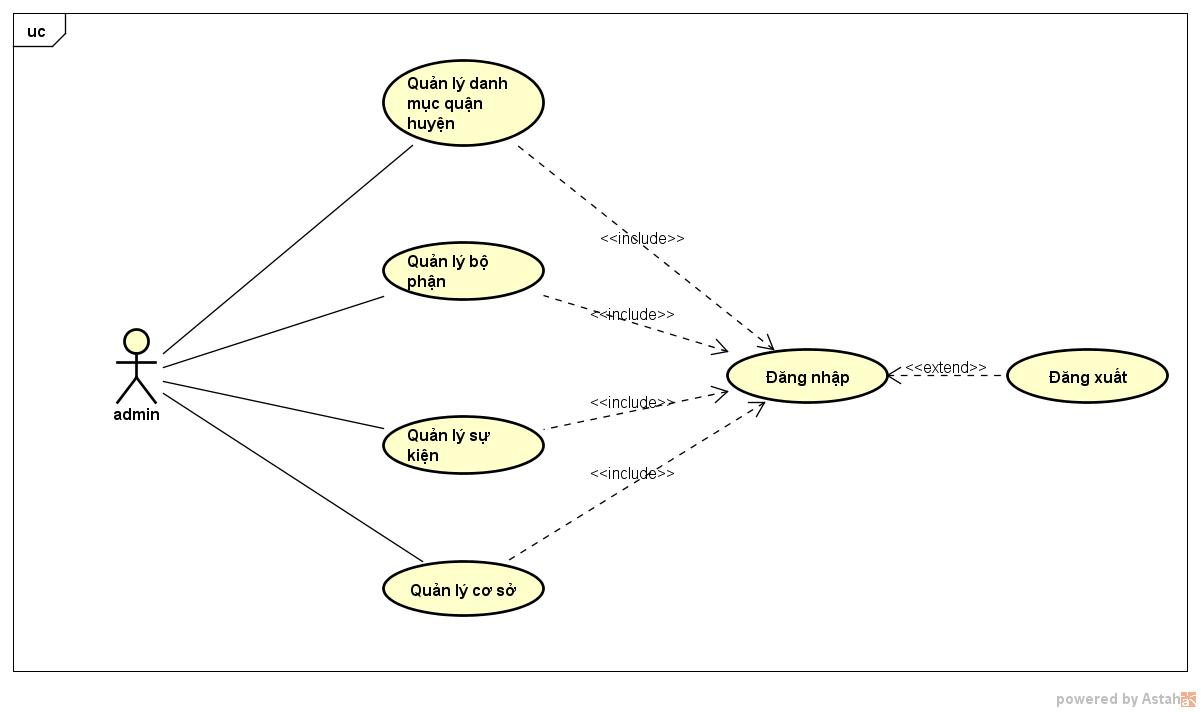 uc
Quản lý danh
mục quận
huyện
<<include>>
Quản lý bộ
phận
<<include>>
admin
Đăng nhập
<<extend>>
Đăng xuất
<<include>>
Quản lý sự
kiện
<<include>>
Quản lý cơ sở
powered by Astah